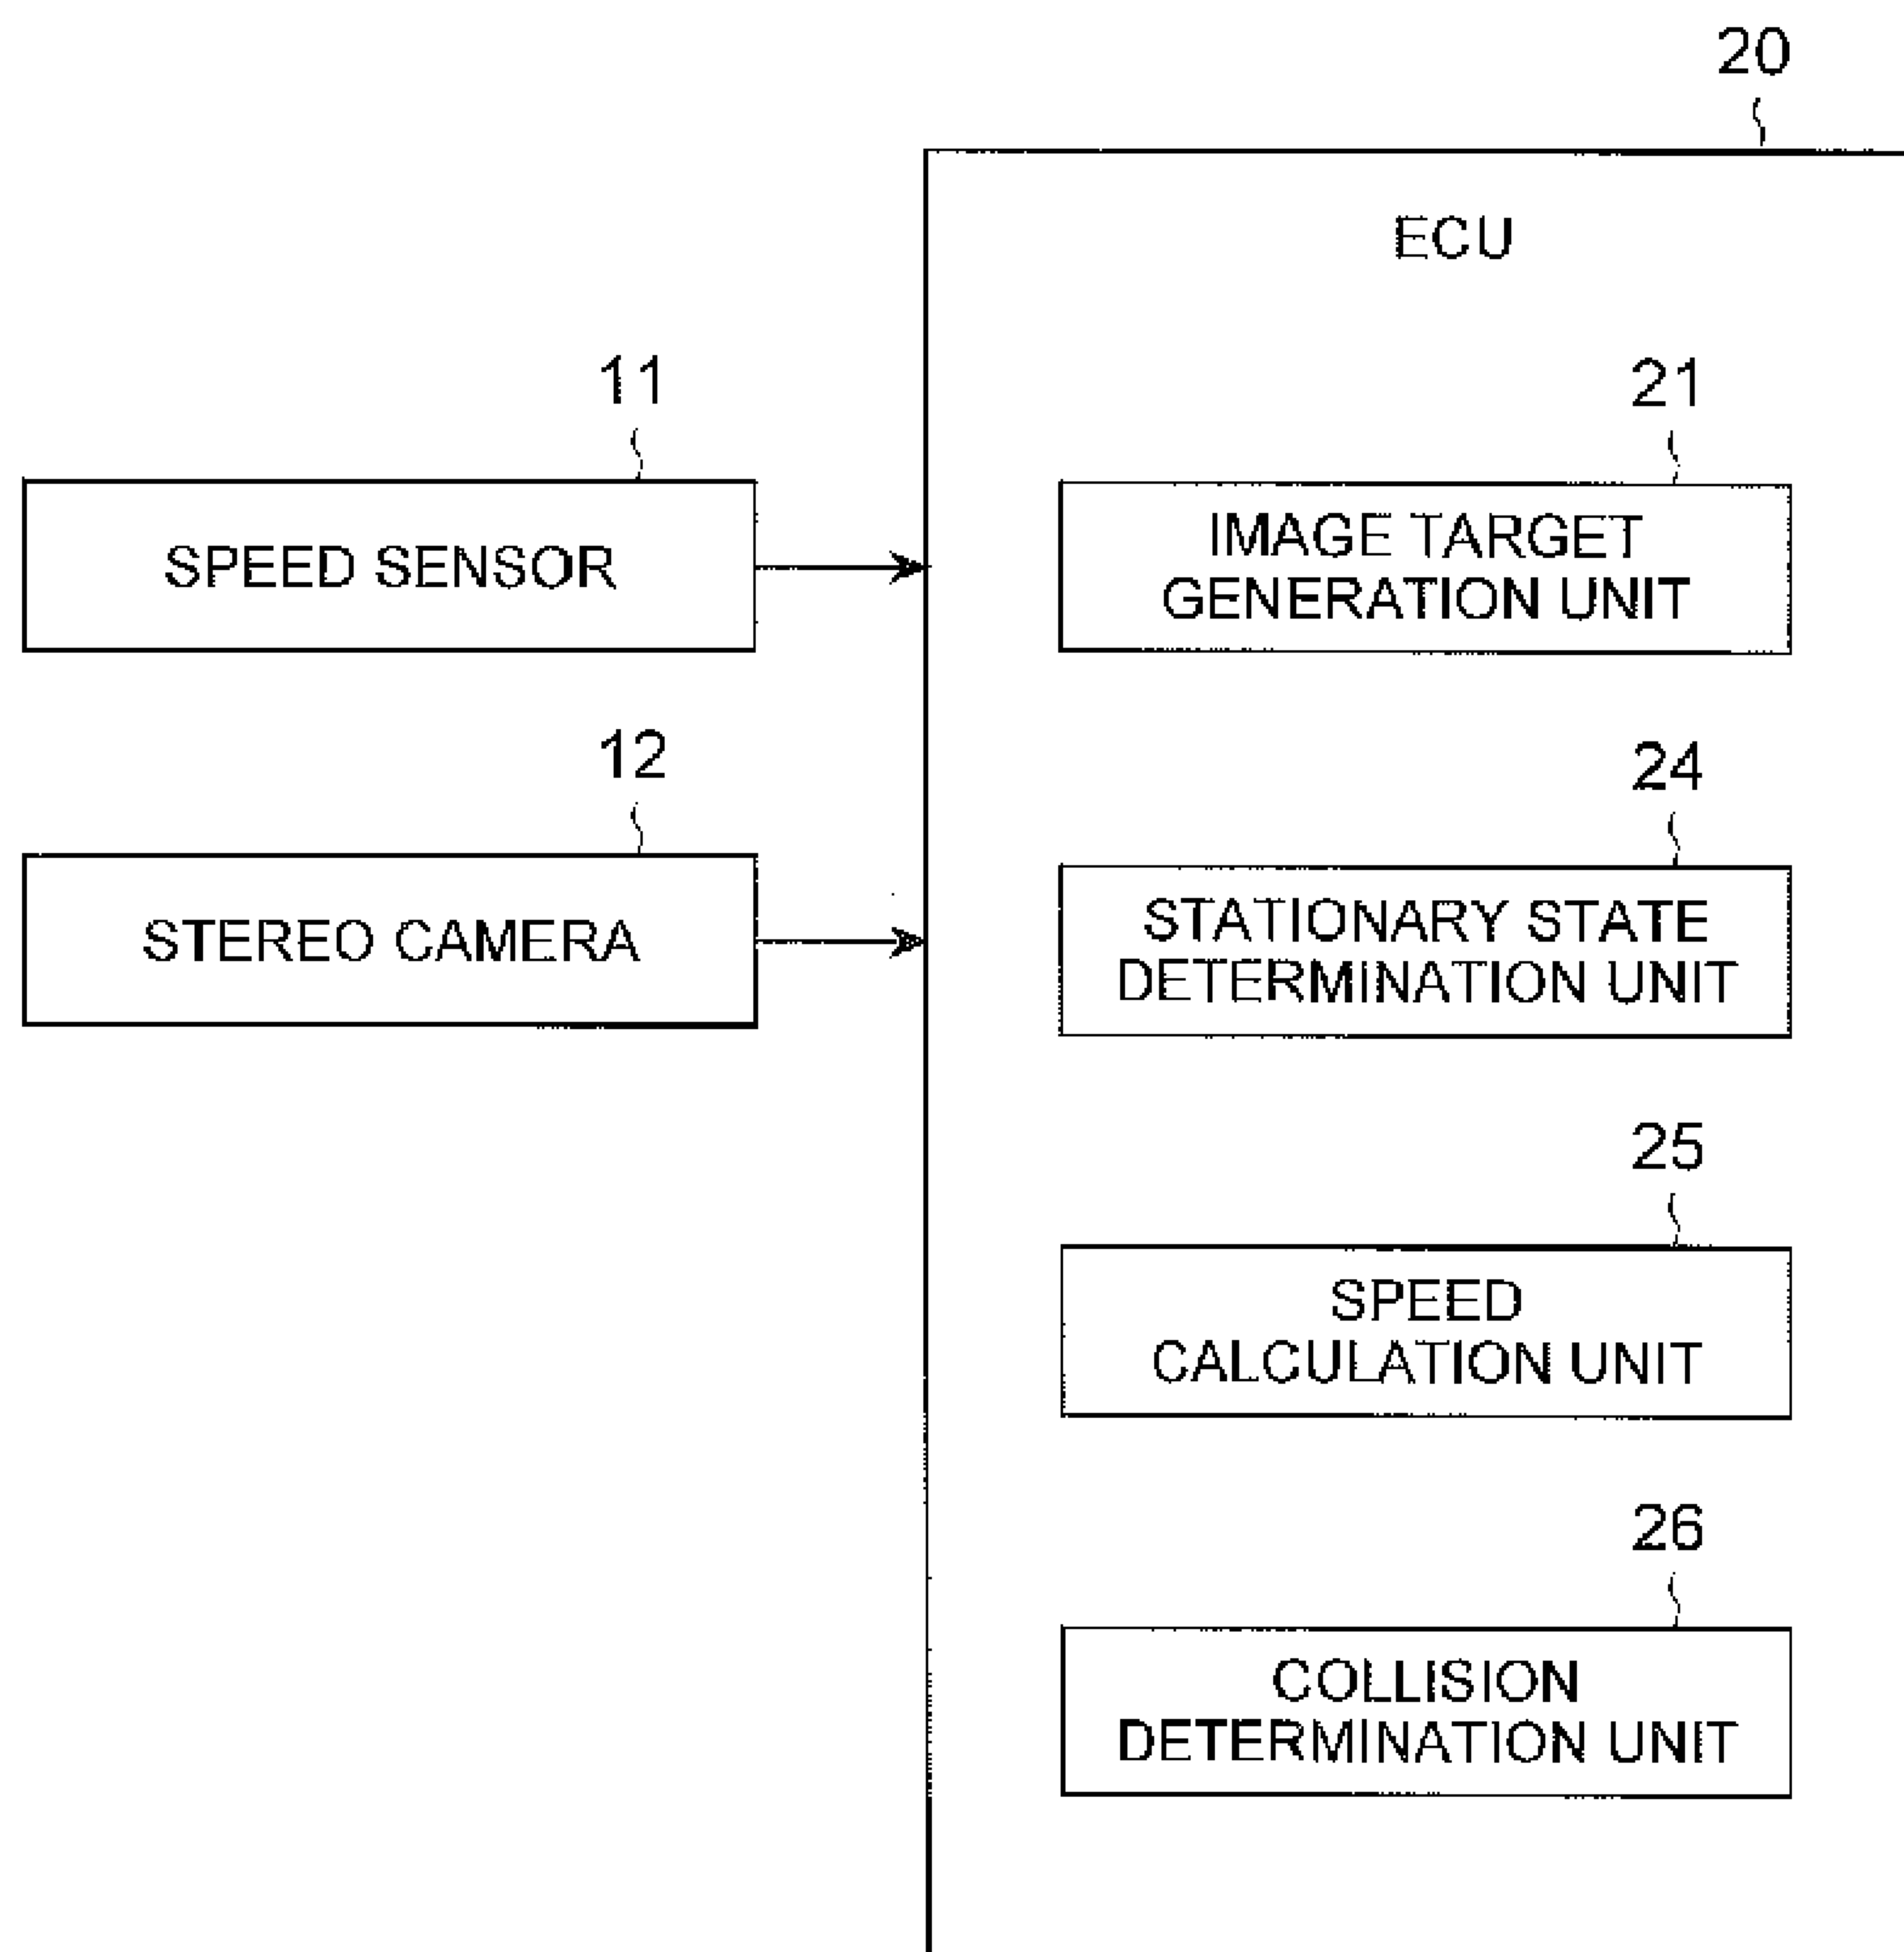 20
ECU
11
21
SPEED SENSOR
IMAGE TARGET
GENERATION UNIT
12
24
STEREO CAMERA
STATIONARY STATE
DETERMINATION UNIT
25
SPEED
CALCULATION UNIT
26
COLLISION
DETERMINATION UNIT